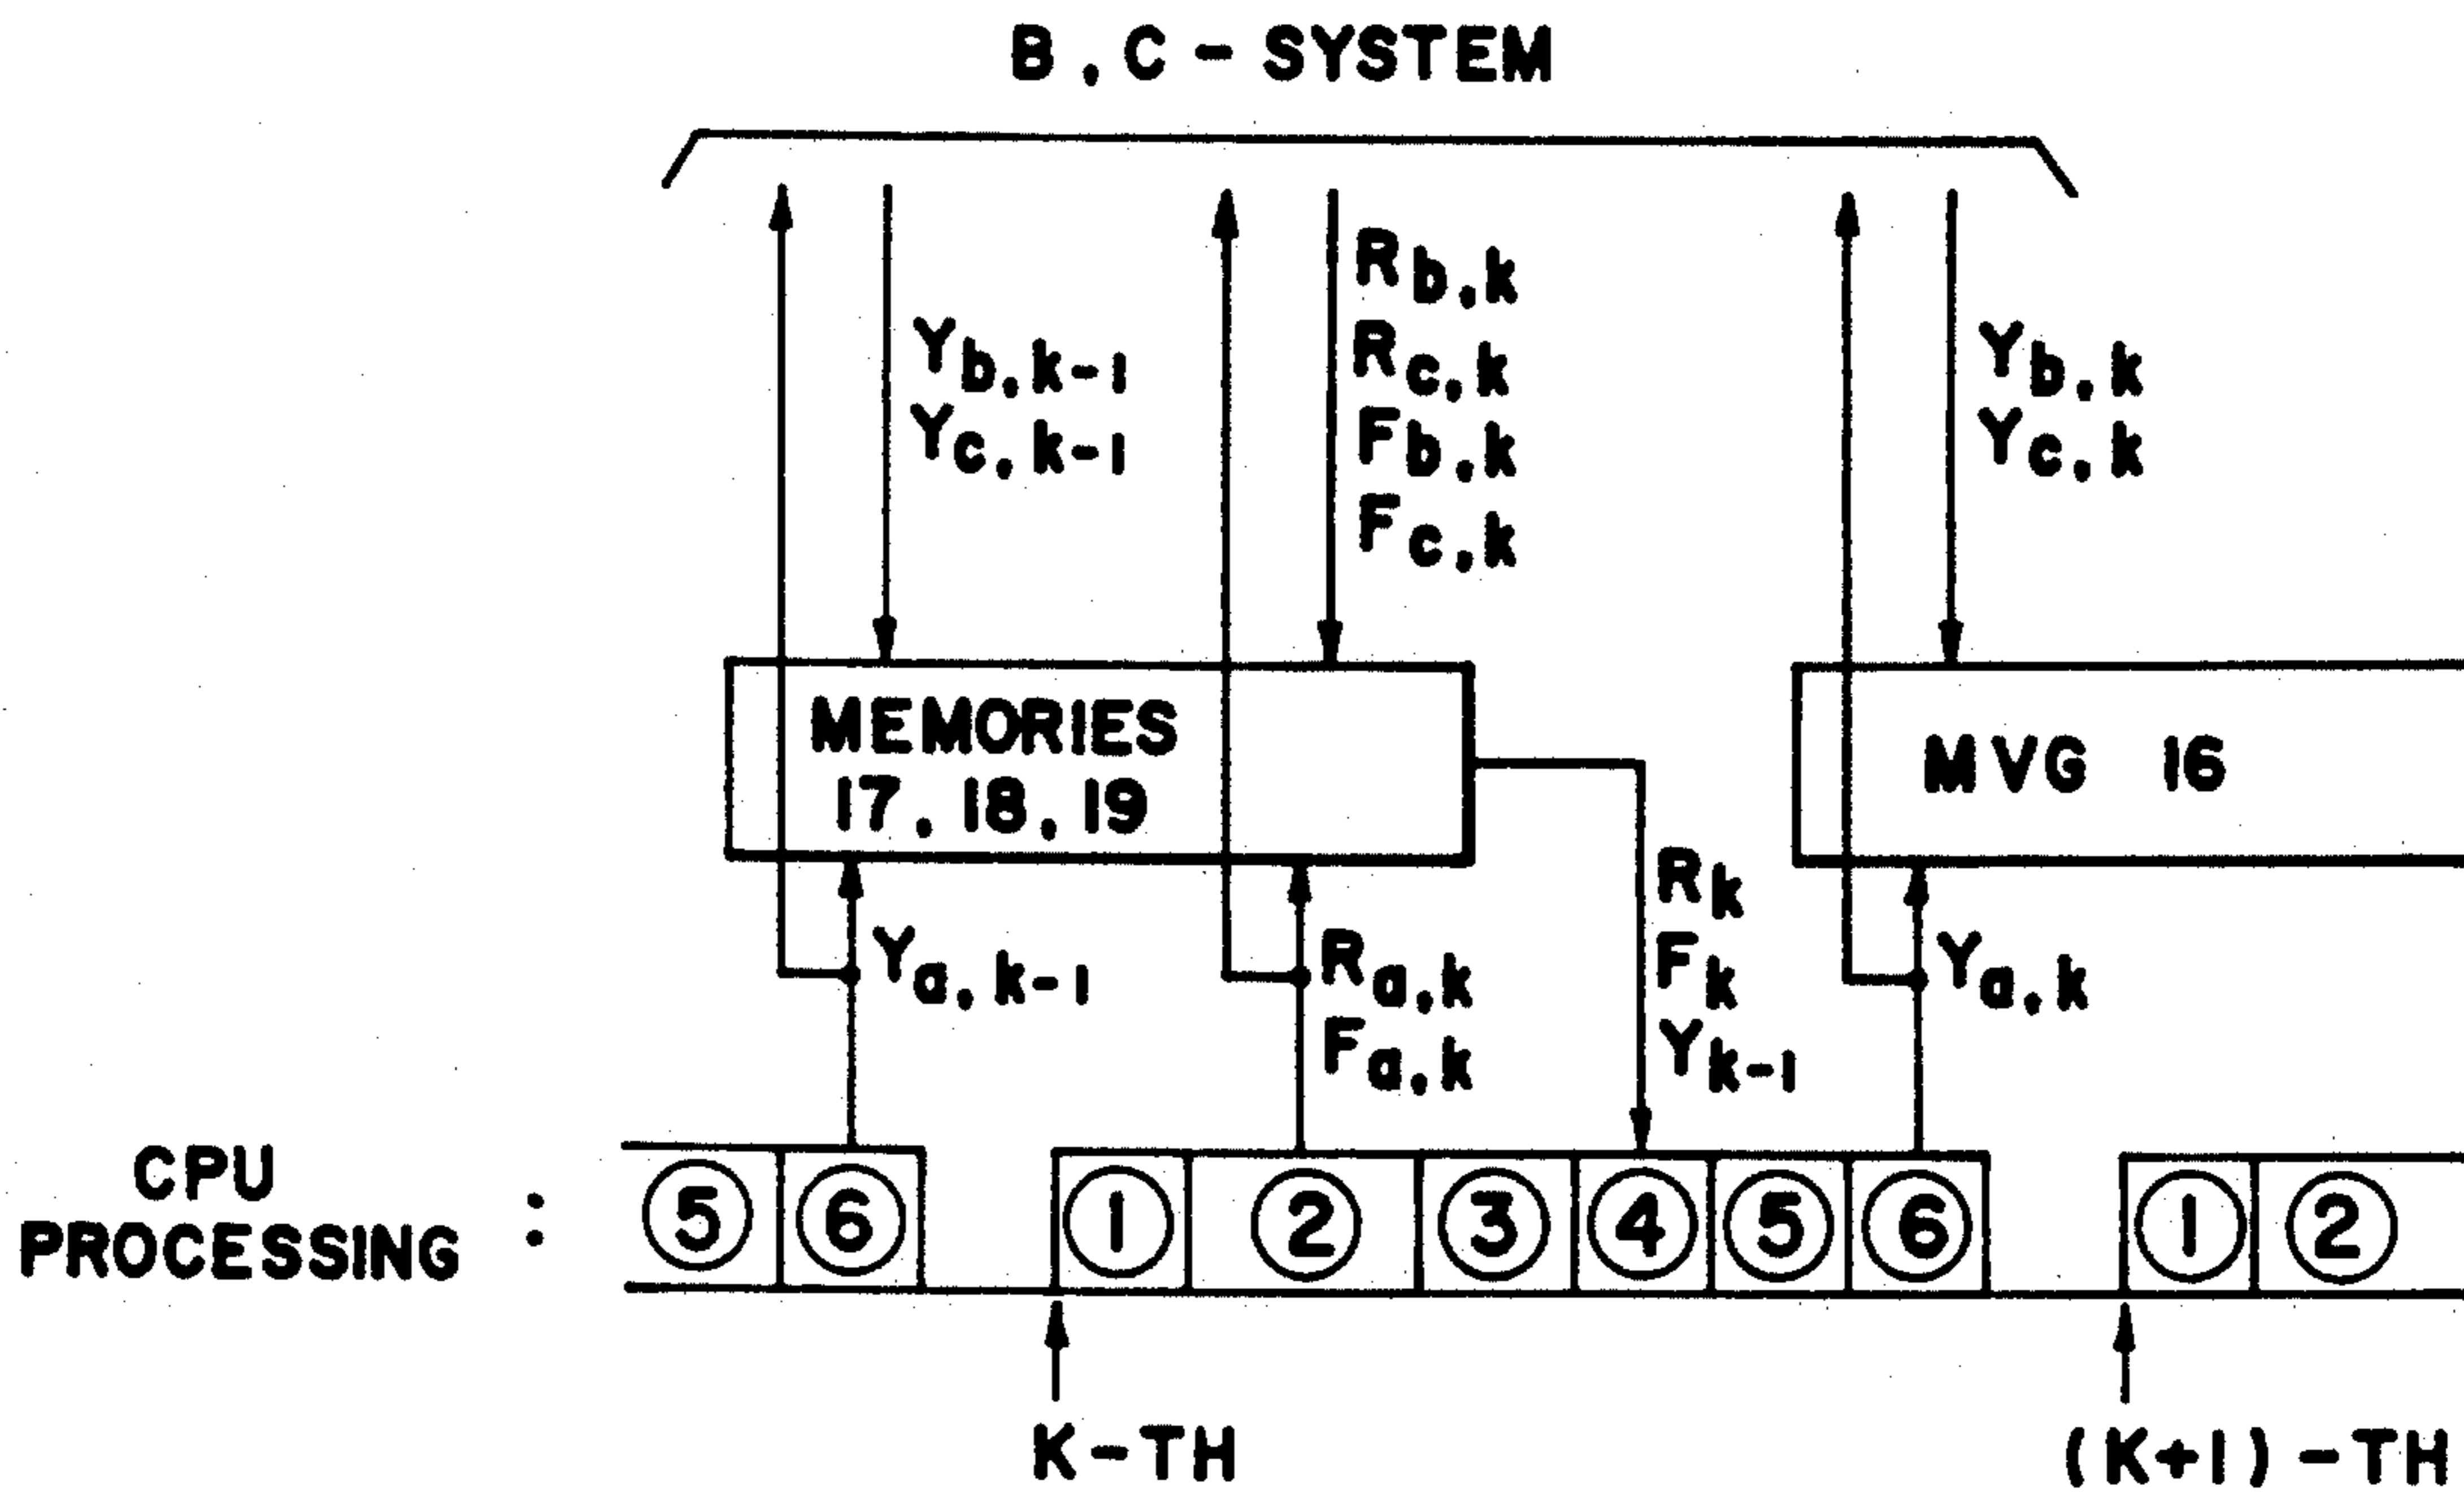 B, C - SYSTEM
Yb,k-1
Yc,k-1
Rb,k
Rc,k
Fb,k
Fc,k
Yb,k
Yc,k
MEMORIES
17, 18, 19
MVG 16
Ya,k-1
Ra,k
Fa,k
Rk
Fk
Yk-1
Ya,k
CPU
PROCESSING :
⑤ ⑥ ① ② ③ ④ ⑤ ⑥ ① ②
K-TH
(K+1)-TH